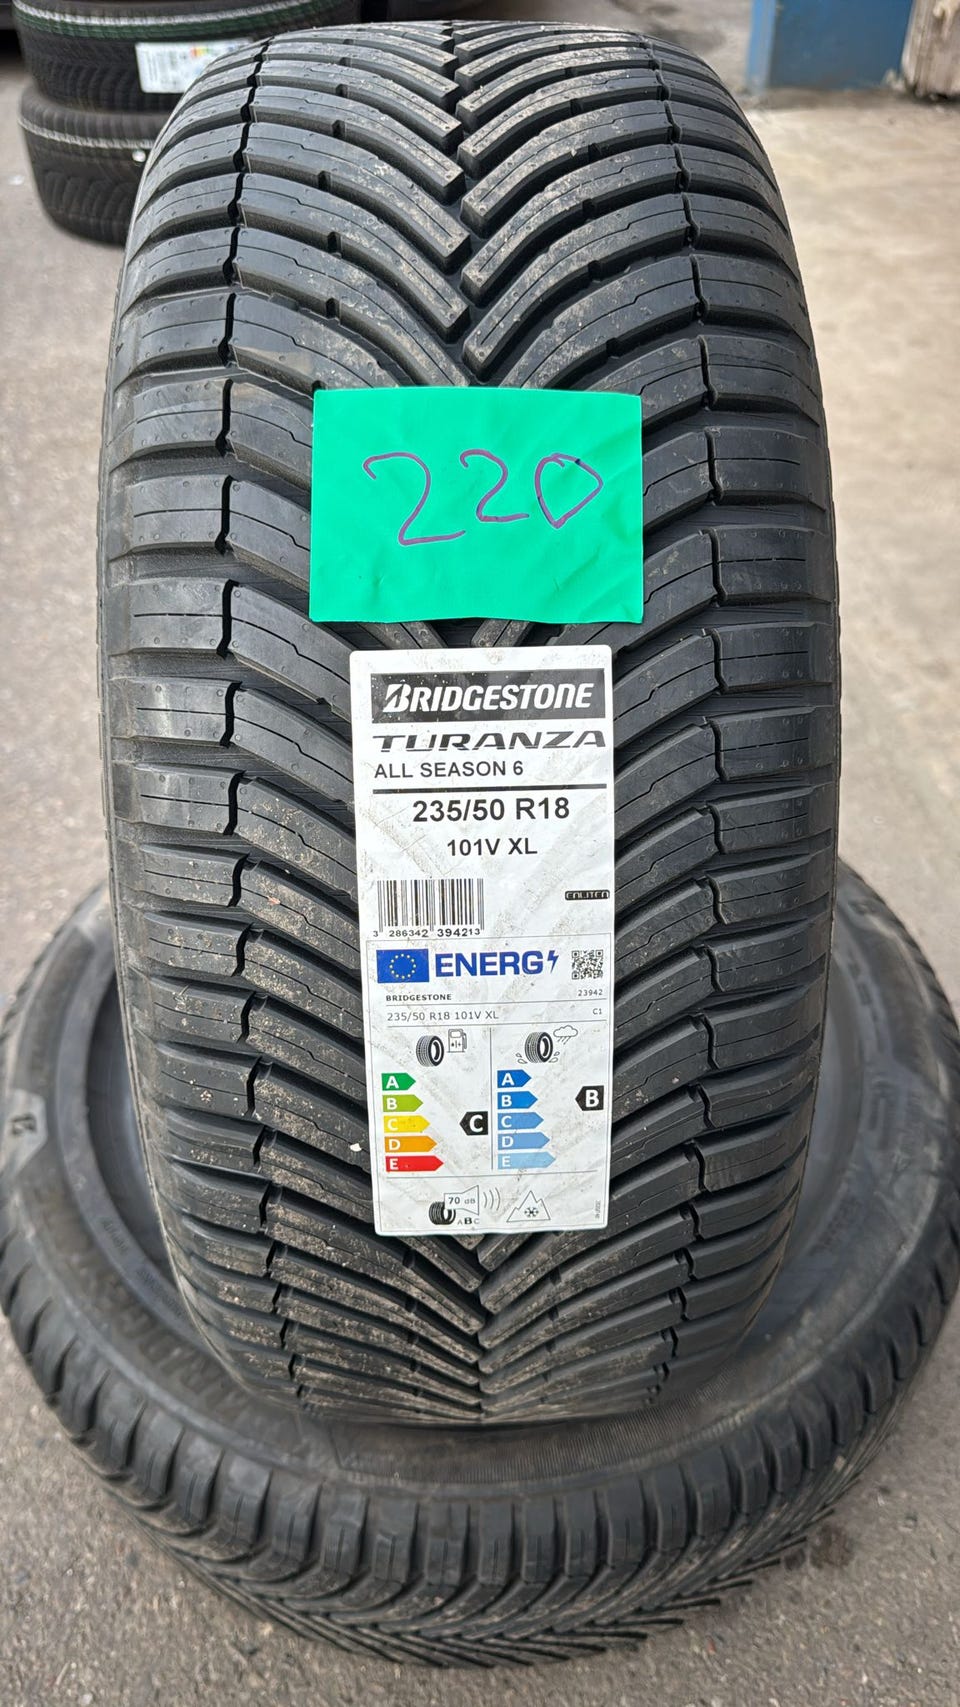 220
BRIDGESTONE
TURANZA
ALL SEASON 6
235/50 R18
101V XL
ENLITEN
3 286342 394213
ENERG
BRIDGESTONE 23942
235/50 R18 101V XL C1
A A
B B B
C C C
D D
E E
70 dB
ABC